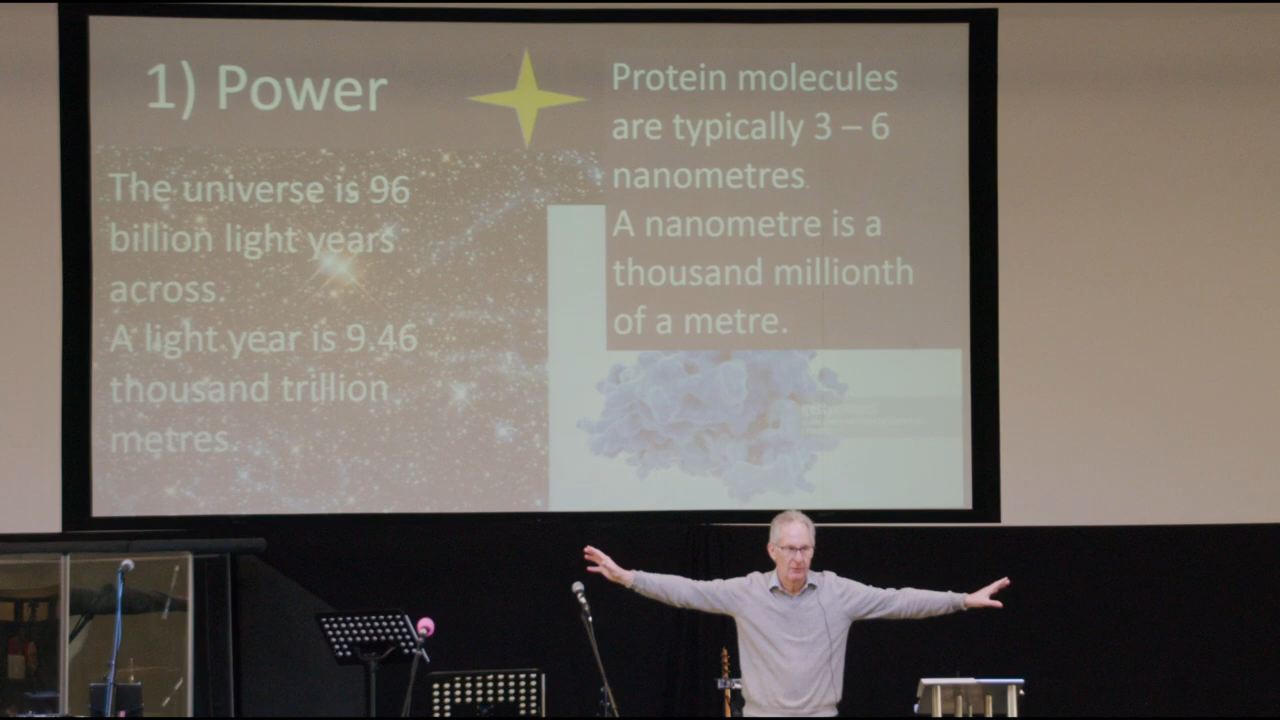 1) Power
The universe is 96
billion light years
across.
A light year is 9.46
thousand trillion
metres.
Protein molecules
are typically 3 – 6
nanometres.
A nanometre is a
thousand millionth
of a metre.